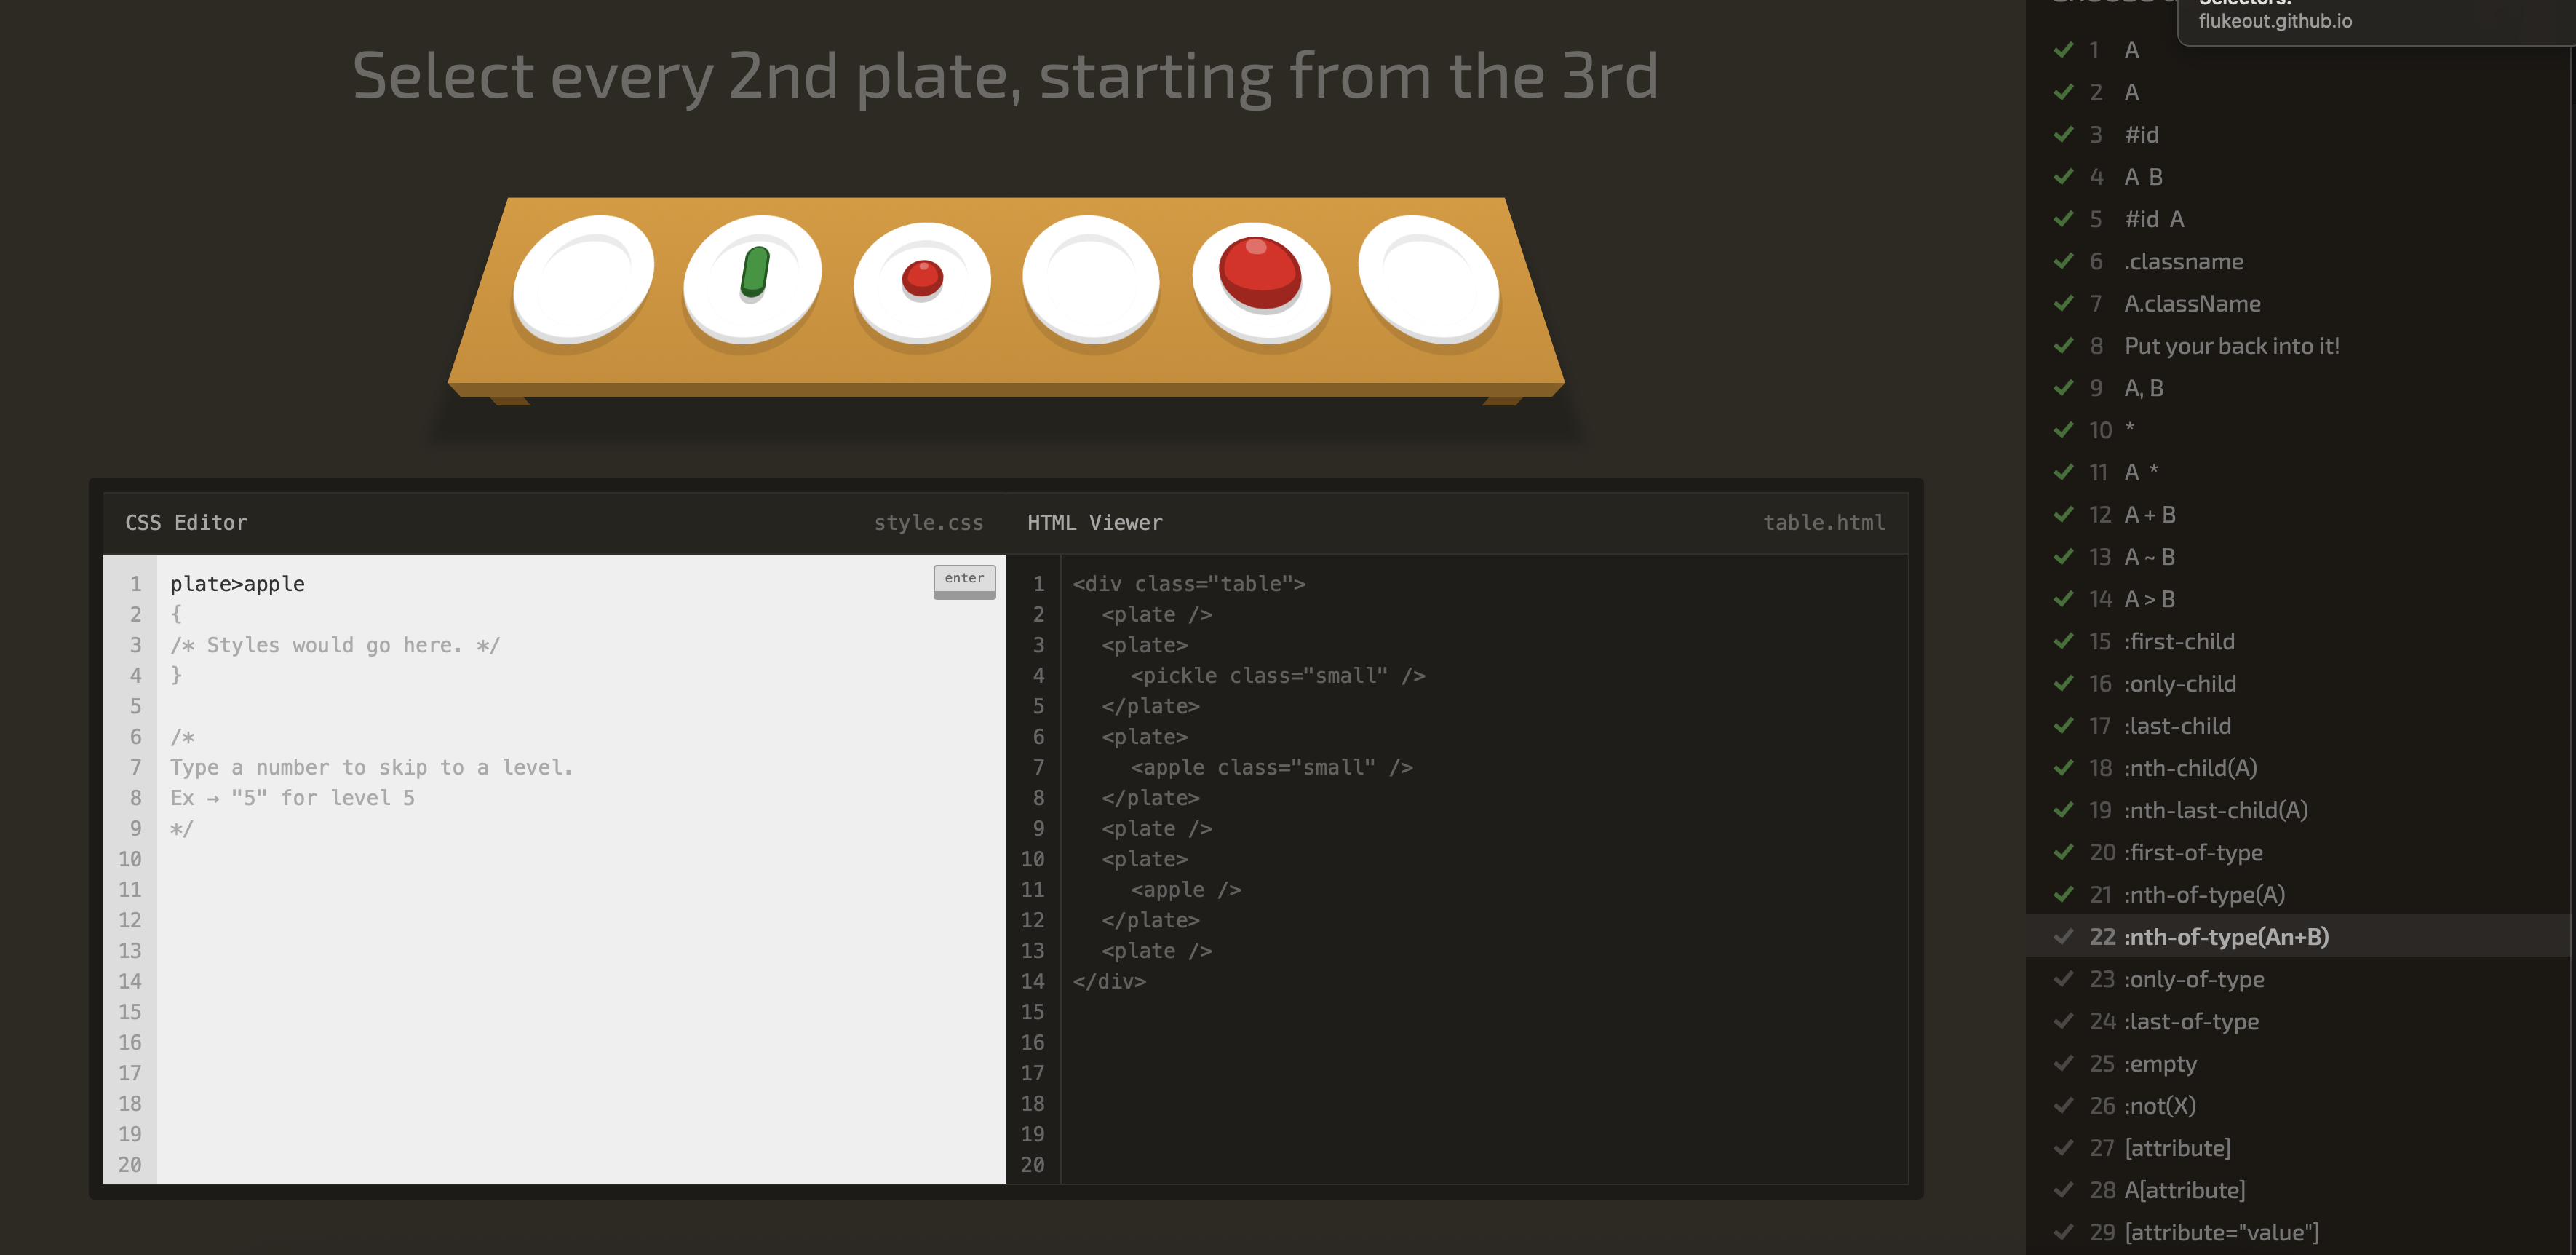 Select every 2nd plate, starting from the 3rd
CSS Editor
style.css
1 plate>apple
enter
2 {
3 /* Styles would go here. */
4 }
5
6 /*
7 Type a number to skip to a level.
8 Ex → "5" for level 5
9 */
10
11
12
13
14
15
16
17
18
19
20
HTML Viewer
table.html
1 <div class="table">
2 <plate />
3 <plate>
4 <pickle class="small" />
5 </plate>
6 <plate>
7 <apple class="small" />
8 </plate>
9 <plate />
10 <plate>
11 <apple />
12 </plate>
13 <plate />
14 </div>
15
16
17
18
19
20
flukeout.github.io
1 A
2 A
3 #id
4 A B
5 #id A
6 .classname
7 A.className
8 Put your back into it!
9 A, B
10 *
11 A *
12 A + B
13 A ~ B
14 A > B
15 :first-child
16 :only-child
17 :last-child
18 :nth-child(A)
19 :nth-last-child(A)
20 :first-of-type
21 :nth-of-type(A)
22 :nth-of-type(An+B)
23 :only-of-type
24 :last-of-type
25 :empty
26 :not(X)
27 [attribute]
28 A[attribute]
29 [attribute="value"]